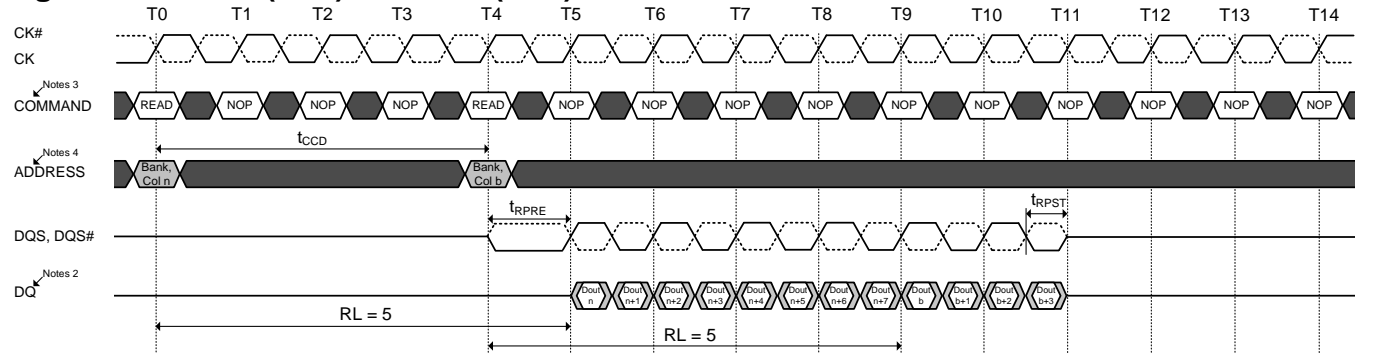 T0 T1 T2 T3 T4 T5 T6 T7 T8 T9 T10 T11 T12 T13 T14
CK#
CK
Notes 3
COMMAND READ NOP NOP NOP READ NOP NOP NOP NOP NOP NOP NOP NOP NOP NOP
tCCD
Notes 4
ADDRESS Bank, Col n Bank, Col b
tRPRE tRPST
DQS, DQS#
Notes 2
DQ Dout n Dout n+1 Dout n+2 Dout n+3 Dout n+4 Dout n+5 Dout n+6 Dout n+7 Dout b Dout b+1 Dout b+2 Dout b+3
RL = 5
RL = 5